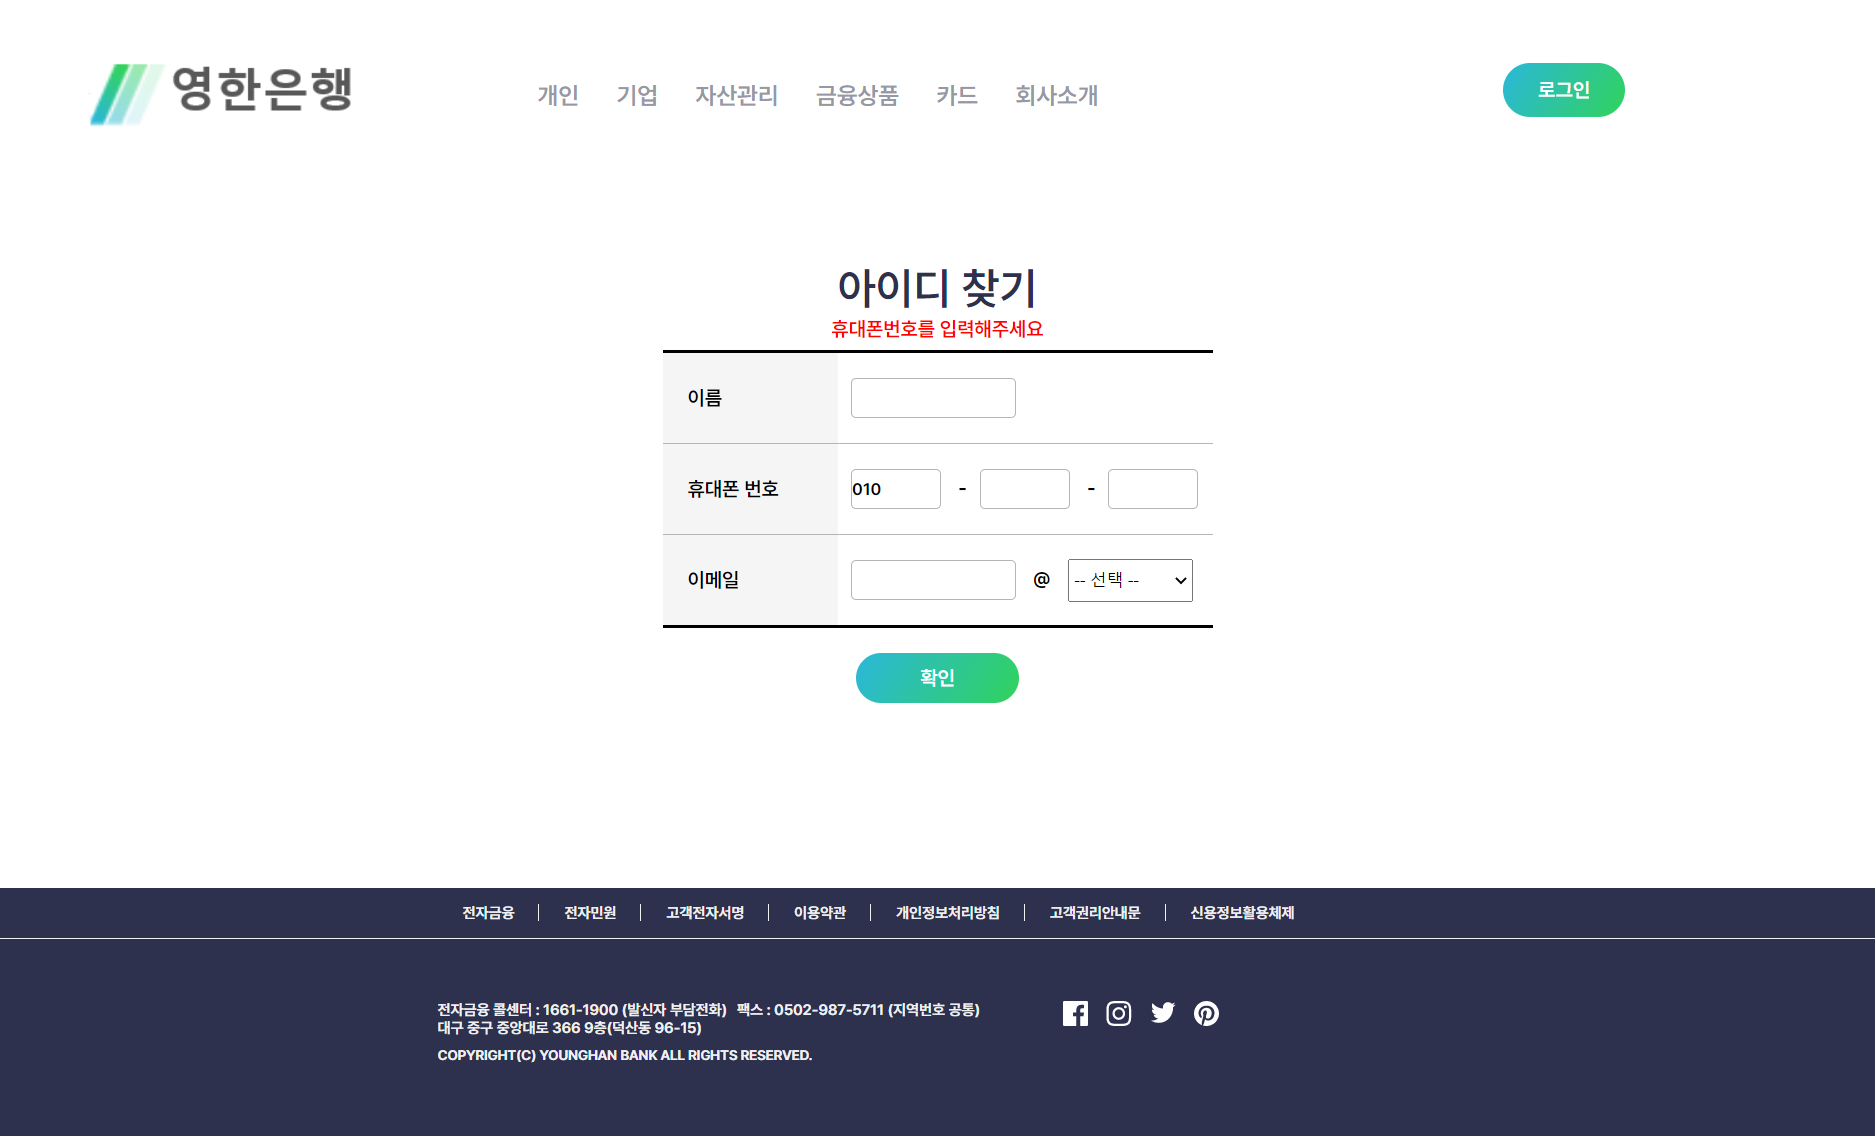 영한은행
개인 기업 자산관리 금융상품 카드 회사소개
로그인
아이디 찾기
휴대폰번호를 입력해주세요
이름
휴대폰 번호 010 - -
이메일 @ -- 선택 --
확인
전자금융 전자민원 고객전자서명 이용약관 개인정보처리방침 고객권리안내문 신용정보활용체제
전자금융 콜센터 : 1661-1900 (발신자 부담전화) 팩스 : 0502-987-5711 (지역번호 공통)
대구 중구 중앙대로 366 9층(덕산동 96-15)
COPYRIGHT(C) YOUNGHAN BANK ALL RIGHTS RESERVED.